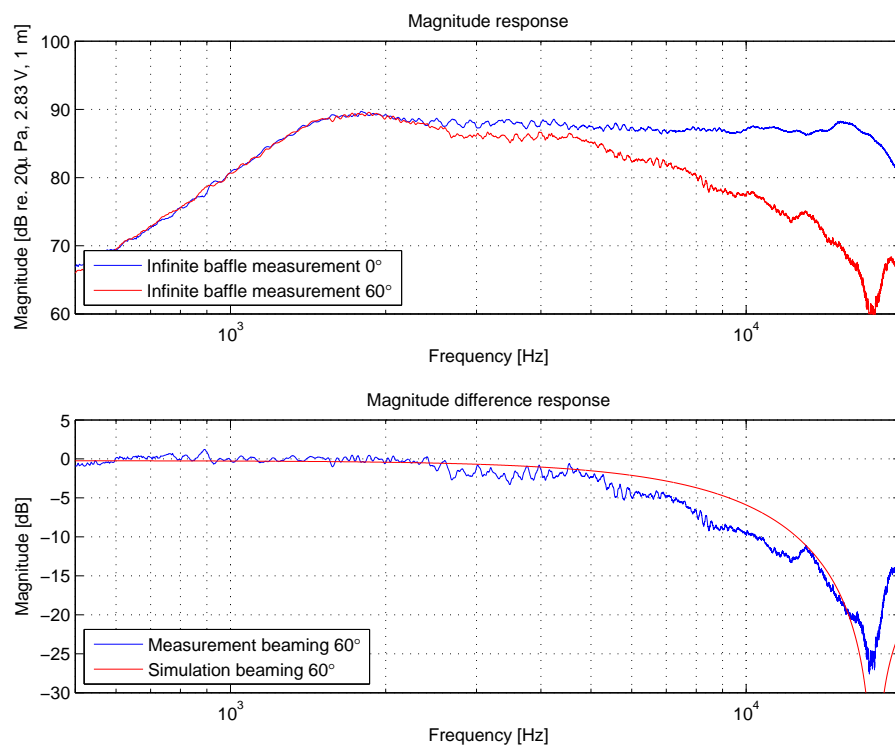 Magnitude response
Magnitude [dB re. 20μ Pa, 2.83 V, 1 m]
100
90
80
70
60
Infinite baffle measurement 0°
Infinite baffle measurement 60°
10³
10⁴
Frequency [Hz]
Magnitude difference response
Magnitude [dB]
5
0
−5
−10
−15
−20
−25
−30
Measurement beaming 60°
Simulation beaming 60°
10³
10⁴
Frequency [Hz]